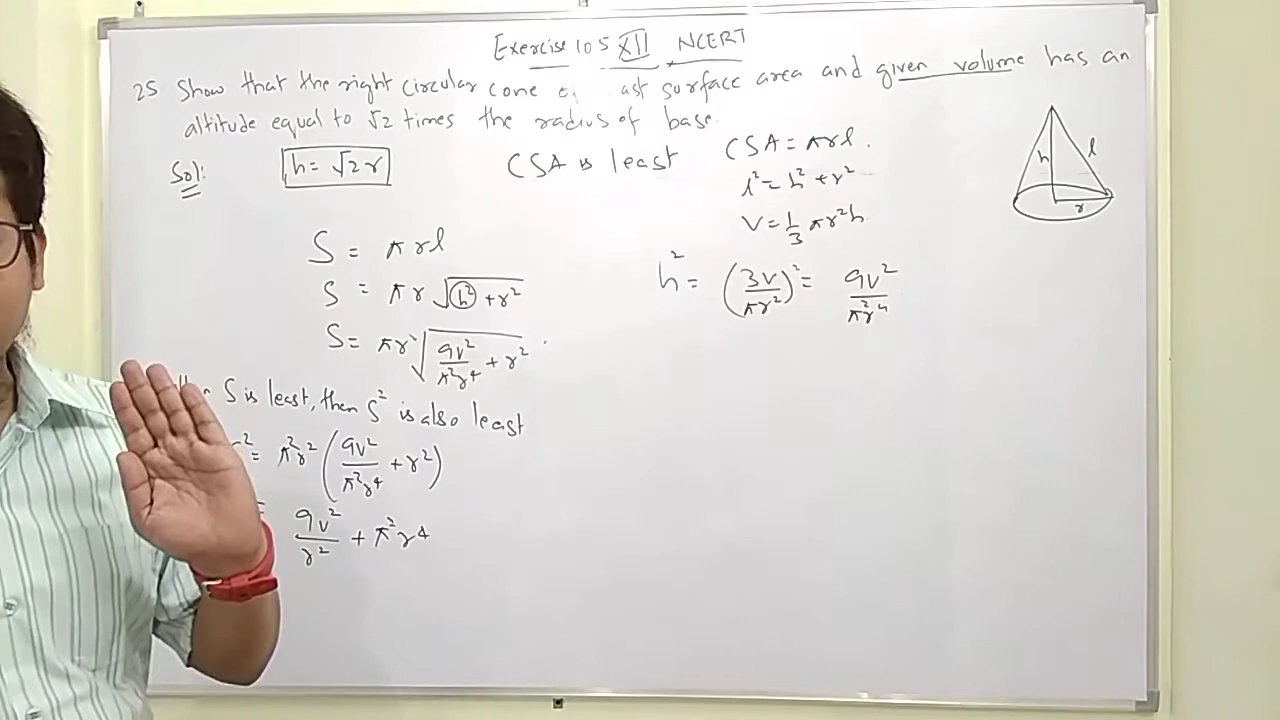 Exercise 10 5 XII NCERT
25 Show that the right circular cone surface area and given volume has an
altitude equal to √2 times the radius of base.
Sol:
h = √2 r
CSA is least
CSA = πrl.
l² = h² + r²
V = 1/3 πr²h
h
l
r
S = πrl
S = πr √(h² + r²)
S = πr √(9v²/π²r⁴ + r²)
h² = (3V/πr²)² = 9v²/π²r⁴
S is least, then S² is also least
² = π²r² (9v²/π²r⁴ + r²)
= 9v²/r² + π²r⁴